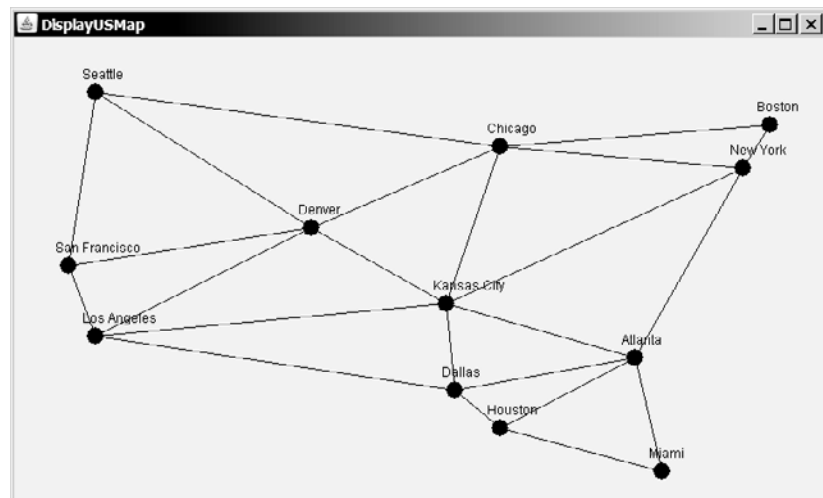 DisplayUSMap
Seattle
Boston
Chicago
New York
Denver
San Francisco
Kansas City
Los Angeles
Atlanta
Dallas
Houston
Miami